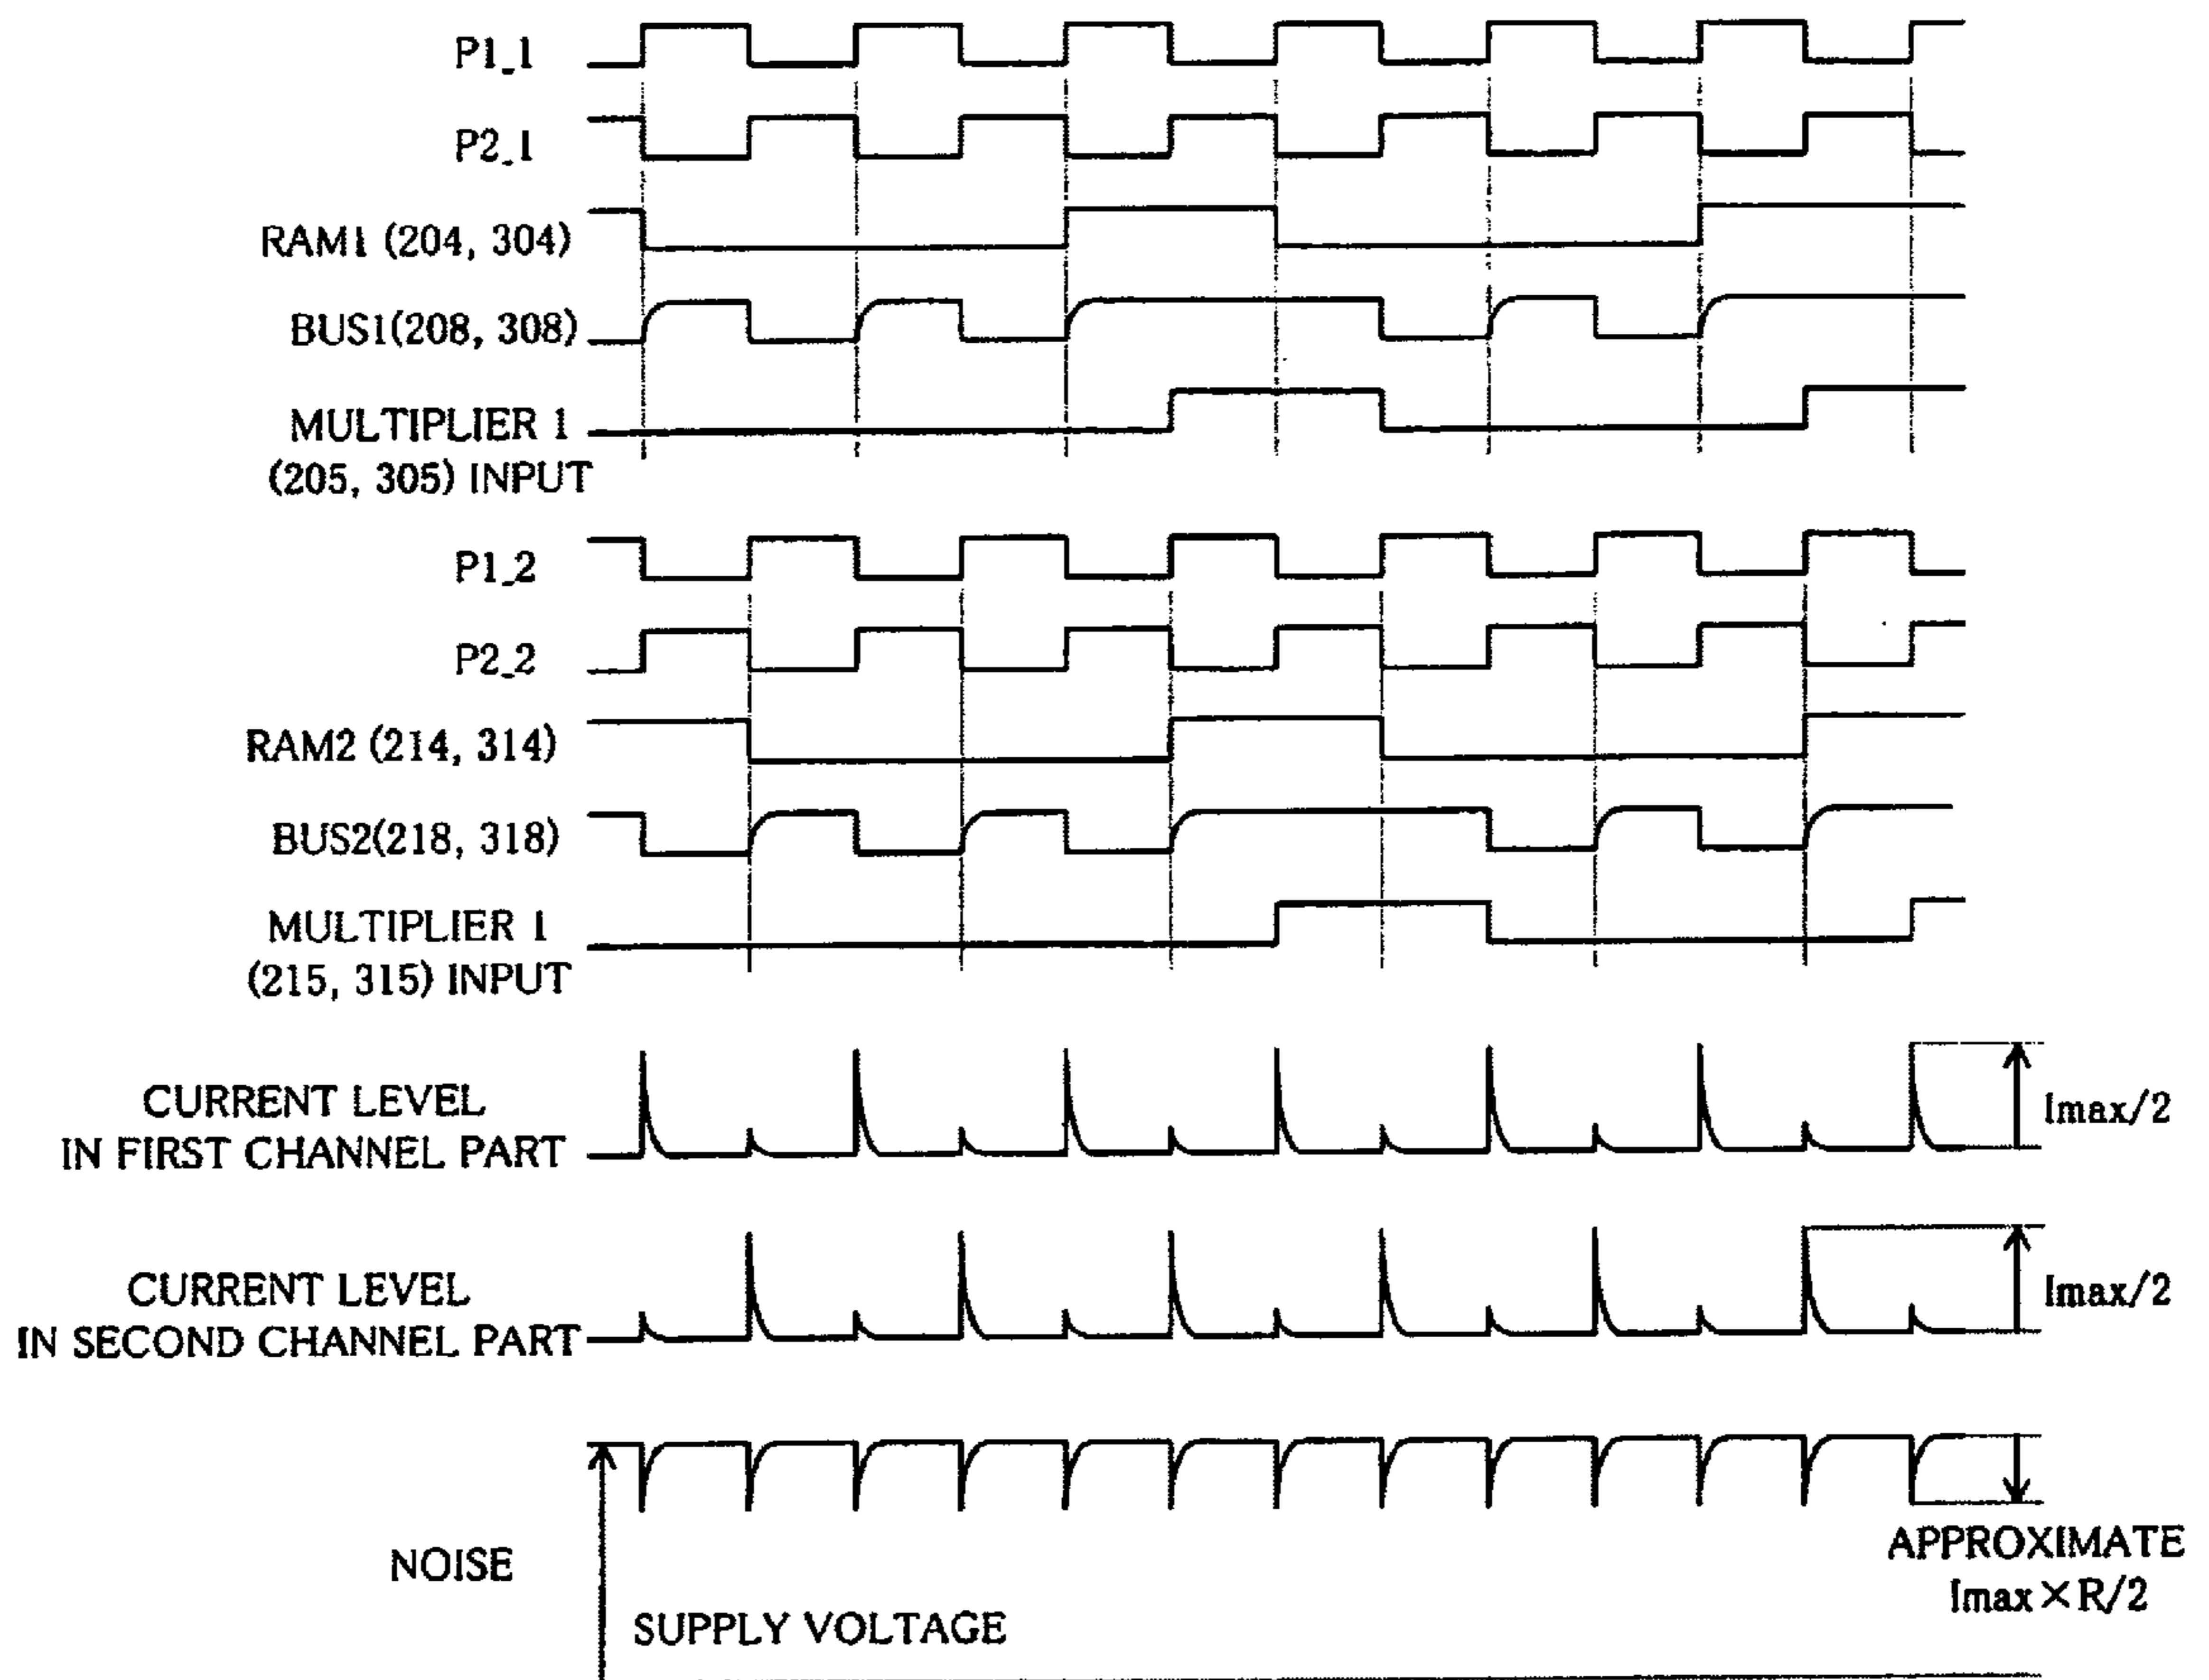 P1_1
P2_1
RAM1 (204, 304)
BUS1(208, 308)
MULTIPLIER 1
(205, 305) INPUT
P1_2
P2_2
RAM2 (214, 314)
BUS2(218, 318)
MULTIPLIER 1
(215, 315) INPUT
CURRENT LEVEL
IN FIRST CHANNEL PART
Imax/2
CURRENT LEVEL
IN SECOND CHANNEL PART
Imax/2
NOISE
SUPPLY VOLTAGE
APPROXIMATE
Imax×R/2